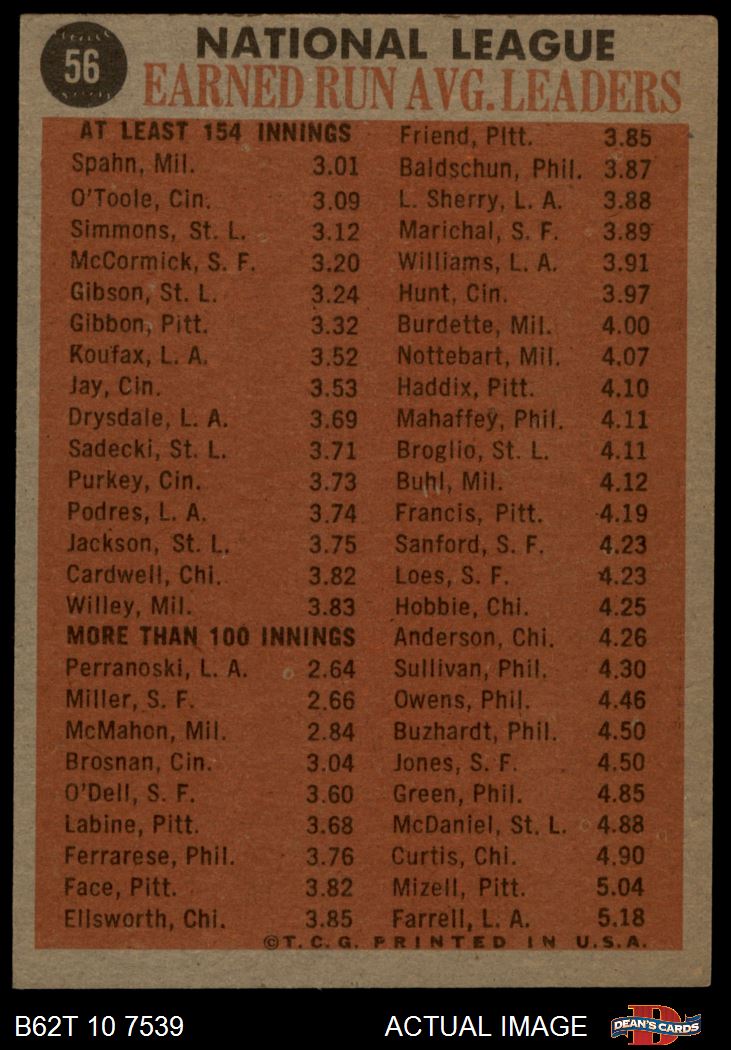 56
NATIONAL LEAGUE
EARNED RUN AVG. LEADERS
AT LEAST 154 INNINGS
Spahn, Mil. 3.01
O'Toole, Cin. 3.09
Simmons, St. L. 3.12
McCormick, S. F. 3.20
Gibson, St. L. 3.24
Gibbon, Pitt. 3.32
Koufax, L. A. 3.52
Jay, Cin. 3.53
Drysdale, L. A. 3.69
Sadecki, St. L. 3.71
Purkey, Cin. 3.73
Podres, L. A. 3.74
Jackson, St. L. 3.75
Cardwell, Chi. 3.82
Willey, Mil. 3.83
MORE THAN 100 INNINGS
Perranoski, L. A. 2.64
Miller, S. F. 2.66
McMahon, Mil. 2.84
Brosnan, Cin. 3.04
O'Dell, S. F. 3.60
Labine, Pitt. 3.68
Ferrarese, Phil. 3.76
Face, Pitt. 3.82
Ellsworth, Chi. 3.85
Friend, Pitt. 3.85
Baldschun, Phil. 3.87
L. Sherry, L. A. 3.88
Marichal, S. F. 3.89
Williams, L. A. 3.91
Hunt, Cin. 3.97
Burdette, Mil. 4.00
Nottebart, Mil. 4.07
Haddix, Pitt. 4.10
Mahaffey, Phil. 4.11
Broglio, St. L. 4.11
Buhl, Mil. 4.12
Francis, Pitt. 4.19
Sanford, S. F. 4.23
Loes, S. F. 4.23
Hobbie, Chi. 4.25
Anderson, Chi. 4.26
Sullivan, Phil. 4.30
Owens, Phil. 4.46
Buzhardt, Phil. 4.50
Jones, S. F. 4.50
Green, Phil. 4.85
McDaniel, St. L. 4.88
Curtis, Chi. 4.90
Mizell, Pitt. 5.04
Farrell, L. A. 5.18
©T. C. G. PRINTED IN U.S.A.
B62T 10 7539
ACTUAL IMAGE
D
DEAN'S CARDS